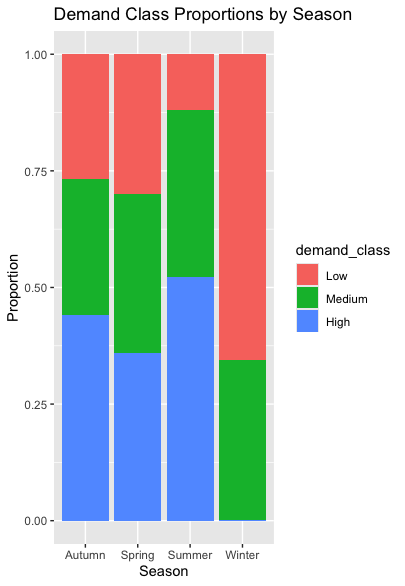 Demand Class Proportions by Season
1.00
0.75
0.50
0.25
0.00
Proportion
Autumn Spring Summer Winter
Season
demand_class
Low
Medium
High